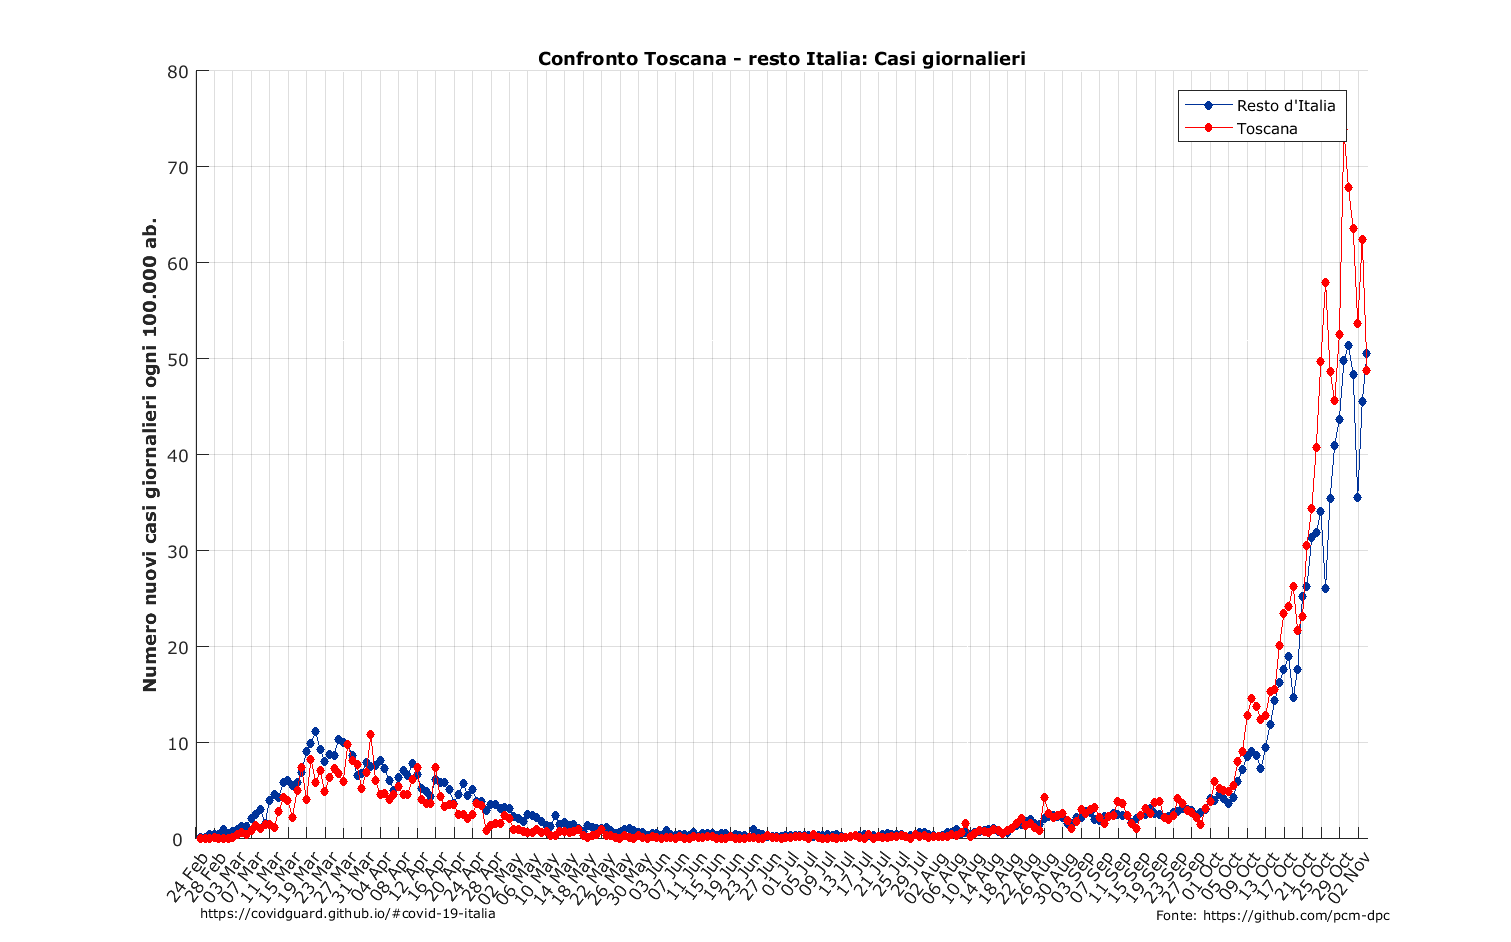 Confronto Toscana - resto Italia: Casi giornalieri
Numero nuovi casi giornalieri ogni 100.000 ab.
80
70
60
50
40
30
20
10
0
Resto d'Italia
Toscana
24 Feb
28 Feb
03 Mar
07 Mar
11 Mar
15 Mar
19 Mar
23 Mar
27 Mar
31 Mar
04 Apr
08 Apr
12 Apr
16 Apr
20 Apr
24 Apr
28 Apr
02 May
06 May
10 May
14 May
18 May
22 May
26 May
30 May
03 Jun
07 Jun
11 Jun
15 Jun
19 Jun
23 Jun
27 Jun
01 Jul
05 Jul
09 Jul
13 Jul
17 Jul
21 Jul
25 Jul
29 Jul
02 Aug
06 Aug
10 Aug
14 Aug
18 Aug
22 Aug
26 Aug
30 Aug
03 Sep
07 Sep
11 Sep
15 Sep
19 Sep
23 Sep
27 Sep
01 Oct
05 Oct
09 Oct
13 Oct
17 Oct
21 Oct
25 Oct
29 Oct
02 Nov
https://covidguard.github.io/#covid-19-italia
Fonte: https://github.com/pcm-dpc